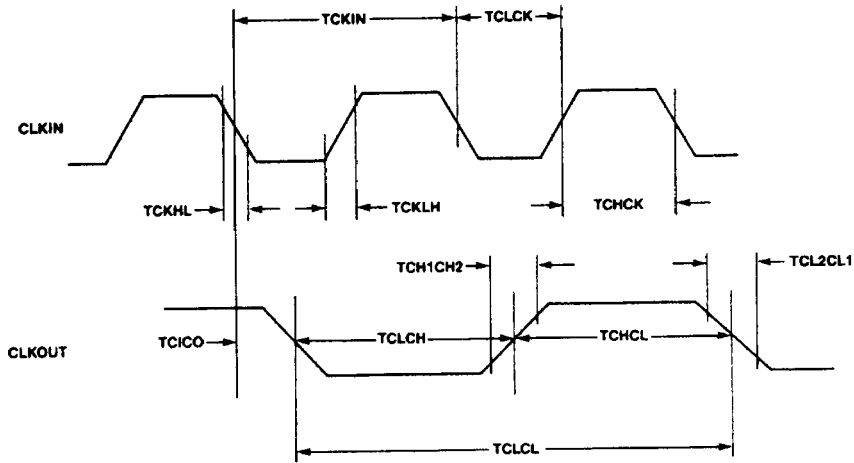 TCKIN
TCLCK
CLKIN
TCKHL
TCKLH
TCHCK
TCH1CH2
TCL2CL1
CLKOUT
TCICO
TCLCH
TCHCL
TCLCL